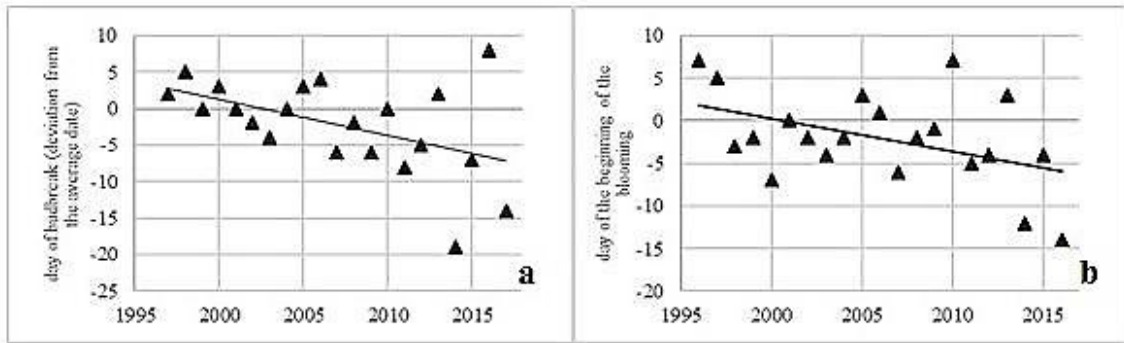 day of budbreak (deviation from
the average date)
10
5
0
-5
-10
-15
-20
-25
1995 2000 2005 2010 2015
a
day of the beginning of the
blooming
10
5
0
-5
-10
-15
-20
1995 2000 2005 2010 2015
b